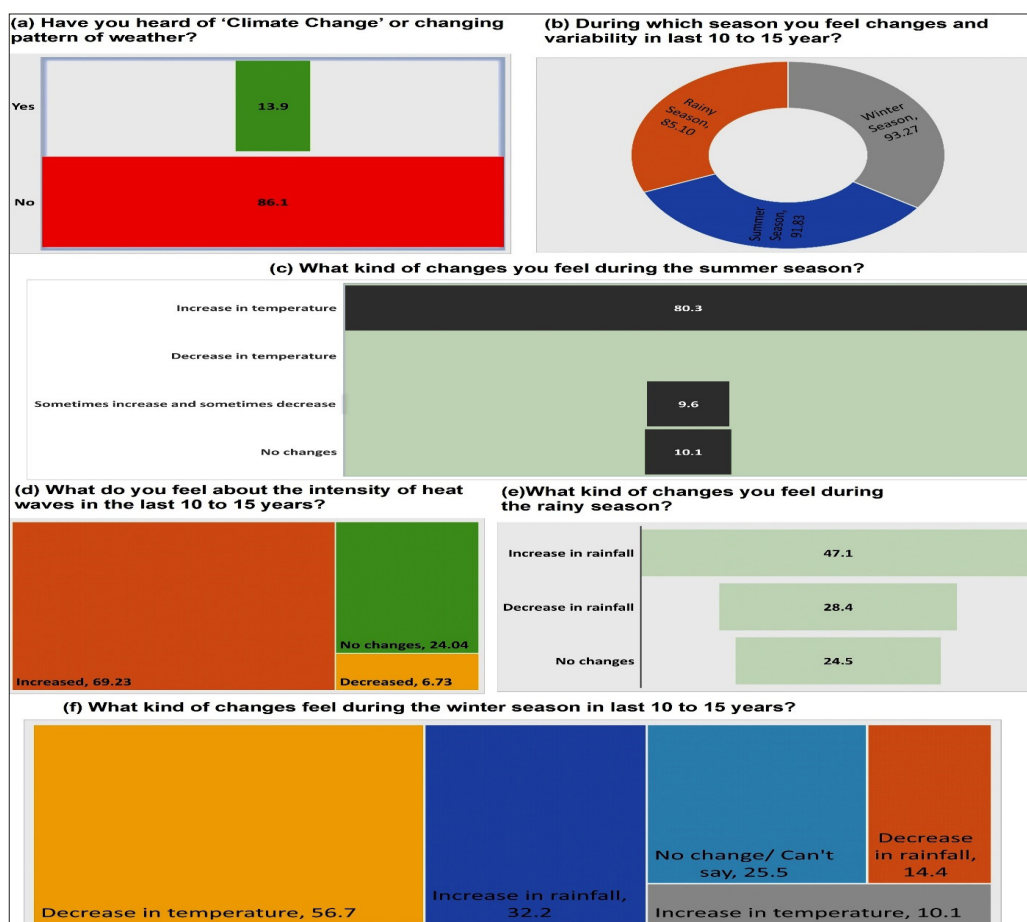 (a) Have you heard of ‘Climate Change’ or changing
pattern of weather?
Yes
13.9
No
86.1
(b) During which season you feel changes and
variability in last 10 to 15 year?
Rainy
Season,
85.10
Winter
Season,
93.27
Summer
Season,
91.83
(c) What kind of changes you feel during the summer season?
Increase in temperature
80.3
Decrease in temperature
Sometimes increase and sometimes decrease
9.6
No changes
10.1
(d) What do you feel about the intensity of heat
waves in the last 10 to 15 years?
Increased, 69.23
No changes, 24.04
Decreased, 6.73
(e)What kind of changes you feel during
the rainy season?
Increase in rainfall
47.1
Decrease in rainfall
28.4
No changes
24.5
(f) What kind of changes feel during the winter season in last 10 to 15 years?
Decrease in temperature, 56.7
Increase in rainfall,
32.2
No change/ Can't
say, 25.5
Decrease
in rainfall,
14.4
Increase in temperature, 10.1